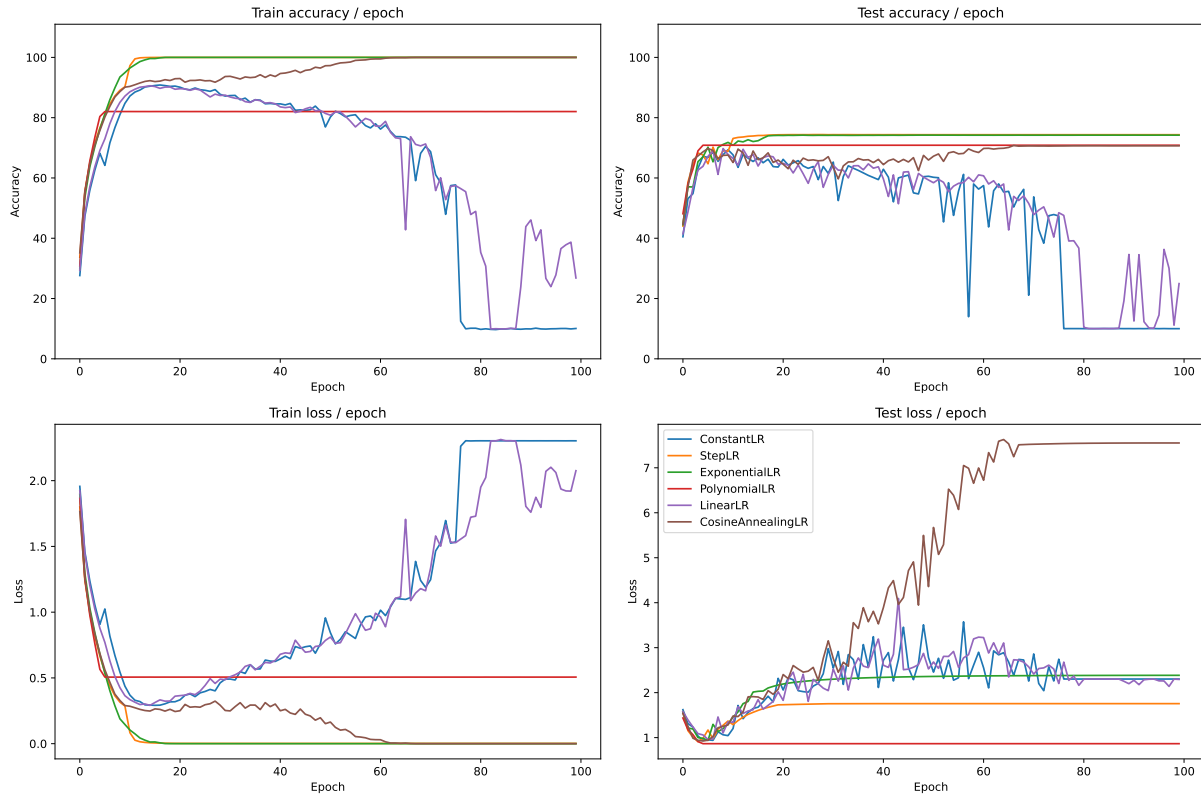 Train accuracy / epoch
Accuracy
100
80
60
40
20
0
0 20 40 60 80 100
Epoch
Test accuracy / epoch
Accuracy
100
80
60
40
20
0
0 20 40 60 80 100
Epoch
Train loss / epoch
Loss
2.0
1.5
1.0
0.5
0.0
0 20 40 60 80 100
Epoch
Test loss / epoch
Loss
7
6
5
4
3
2
1
ConstantLR
StepLR
ExponentialLR
PolynomialLR
LinearLR
CosineAnnealingLR
0 20 40 60 80 100
Epoch